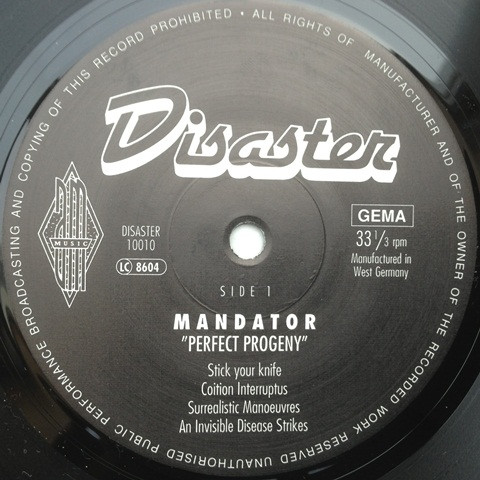 PUBLIC PERFORMANCE BROADCASTING AND COPYING OF THIS RECORD PROHIBITED • ALL RIGHTS OF MANUFACTURER AND OF THE OWNER OF THE RECORDED WORK RESERVED UNAUTHORISED
Disaster
MUSIC
DISASTER
10010
LC 8604
GEMA
33 1/3 rpm
Manufactured in
West Germany
SIDE 1
MANDATOR
"PERFECT PROGENY"
Stick your knife
Coition Interruptus
Surrealistic Manoeuvres
An Invisible Disease Strikes